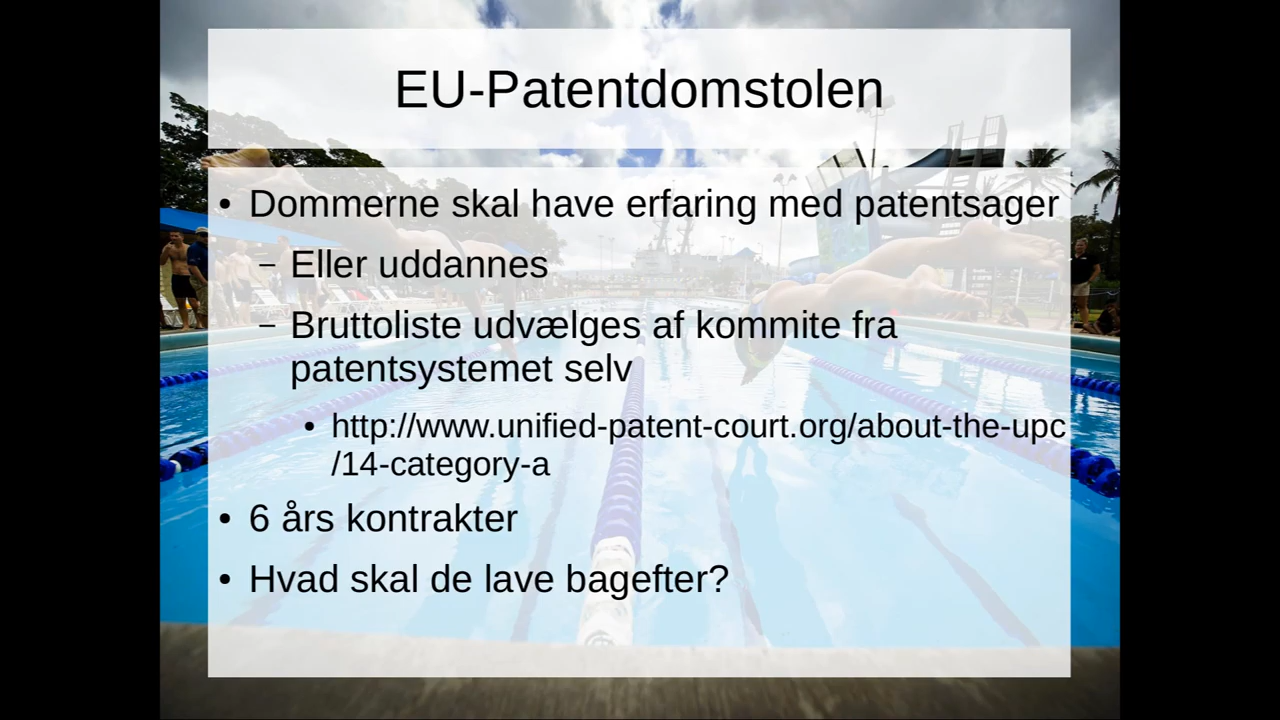 EU-Patentdomstolen
• Dommerne skal have erfaring med patentsager
– Eller uddannes
– Bruttoliste udvælges af kommite fra
patentsystemet selv
• http://www.unified-patent-court.org/about-the-upc
/14-category-a
• 6 års kontrakter
• Hvad skal de lave bagefter?